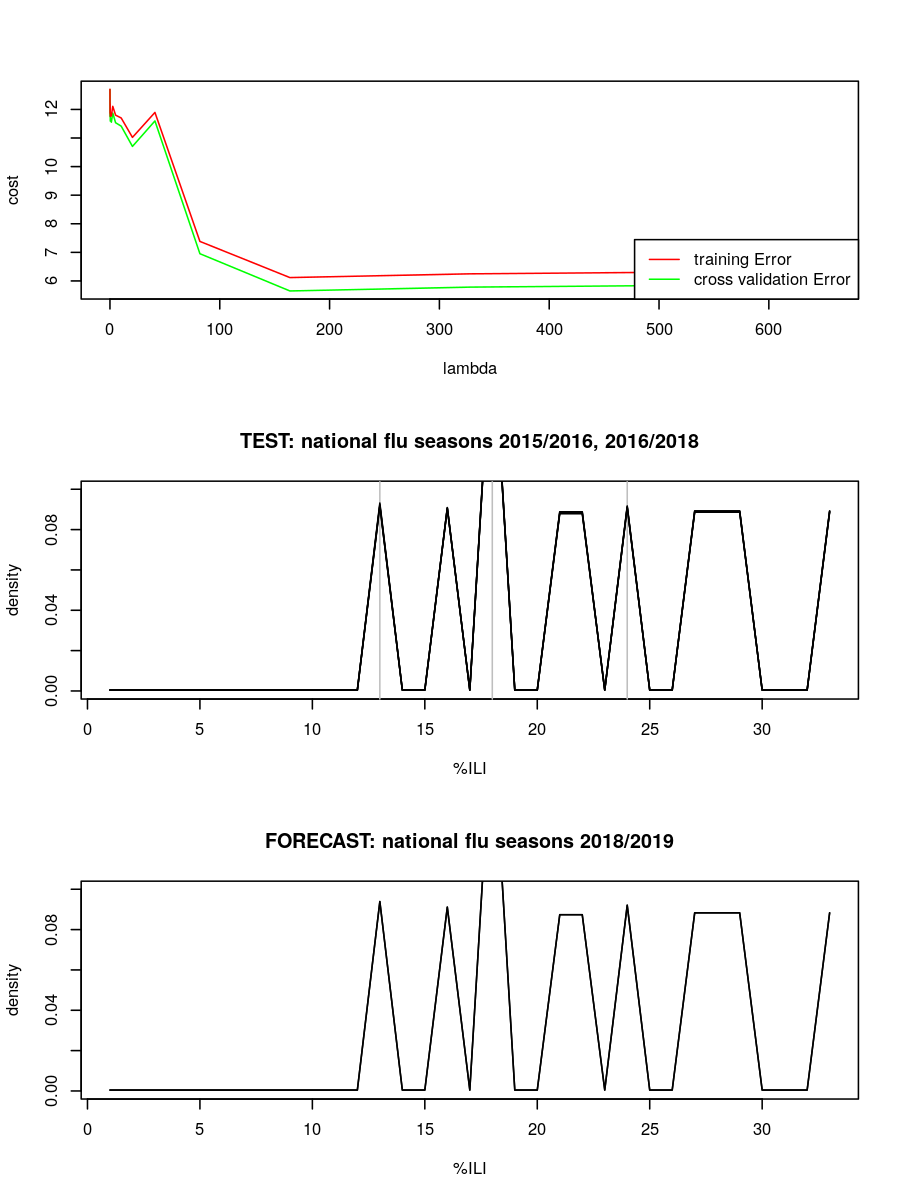 cost
6 7 8 9 10 12
training Error
cross validation Error
0 100 200 300 400 500 600
lambda
TEST: national flu seasons 2015/2016, 2016/2018
density
0.00 0.04 0.08
0 5 10 15 20 25 30
%ILI
FORECAST: national flu seasons 2018/2019
density
0.00 0.04 0.08
0 5 10 15 20 25 30
%ILI